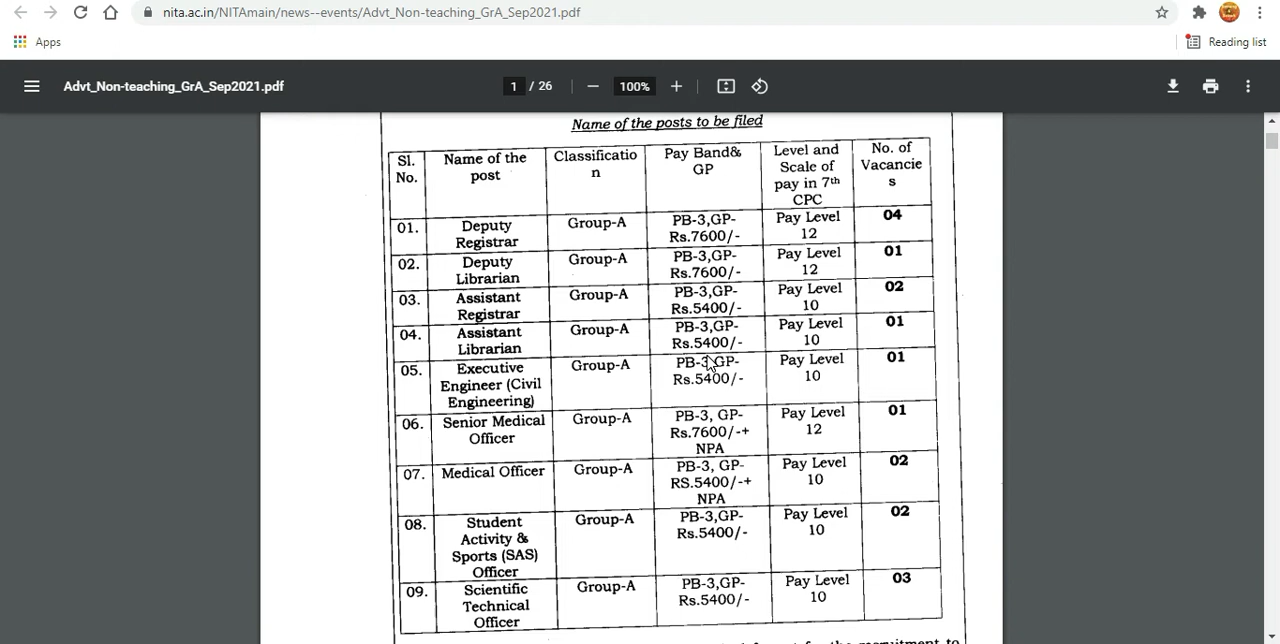 nita.ac.in/NITAmain/news--events/Advt_Non-teaching_GrA_Sep2021.pdf
Apps
Reading list
Advt_Non-teaching_GrA_Sep2021.pdf
1 / 26
100%
Name of the posts to be filed
Sl. No. Name of the post Classificatio n Pay Band& GP Level and Scale of pay in 7th CPC No. of Vacancie s
01. Deputy Registrar Group-A PB-3,GP- Rs.7600/- Pay Level 12 04
02. Deputy Librarian Group-A PB-3,GP- Rs.7600/- Pay Level 12 01
03. Assistant Registrar Group-A PB-3,GP- Rs.5400/- Pay Level 10 02
04. Assistant Librarian Group-A PB-3,GP- Rs.5400/- Pay Level 10 01
05. Executive Engineer (Civil Engineering) Group-A PB-3,GP- Rs.5400/- Pay Level 10 01
06. Senior Medical Officer Group-A PB-3, GP- Rs.7600/-+ NPA Pay Level 12 01
07. Medical Officer Group-A PB-3, GP- RS.5400/-+ NPA Pay Level 10 02
08. Student Activity & Sports (SAS) Officer Group-A PB-3,GP- Rs.5400/- Pay Level 10 02
09. Scientific Technical Officer Group-A PB-3,GP- Rs.5400/- Pay Level 10 03
for the recruitment to